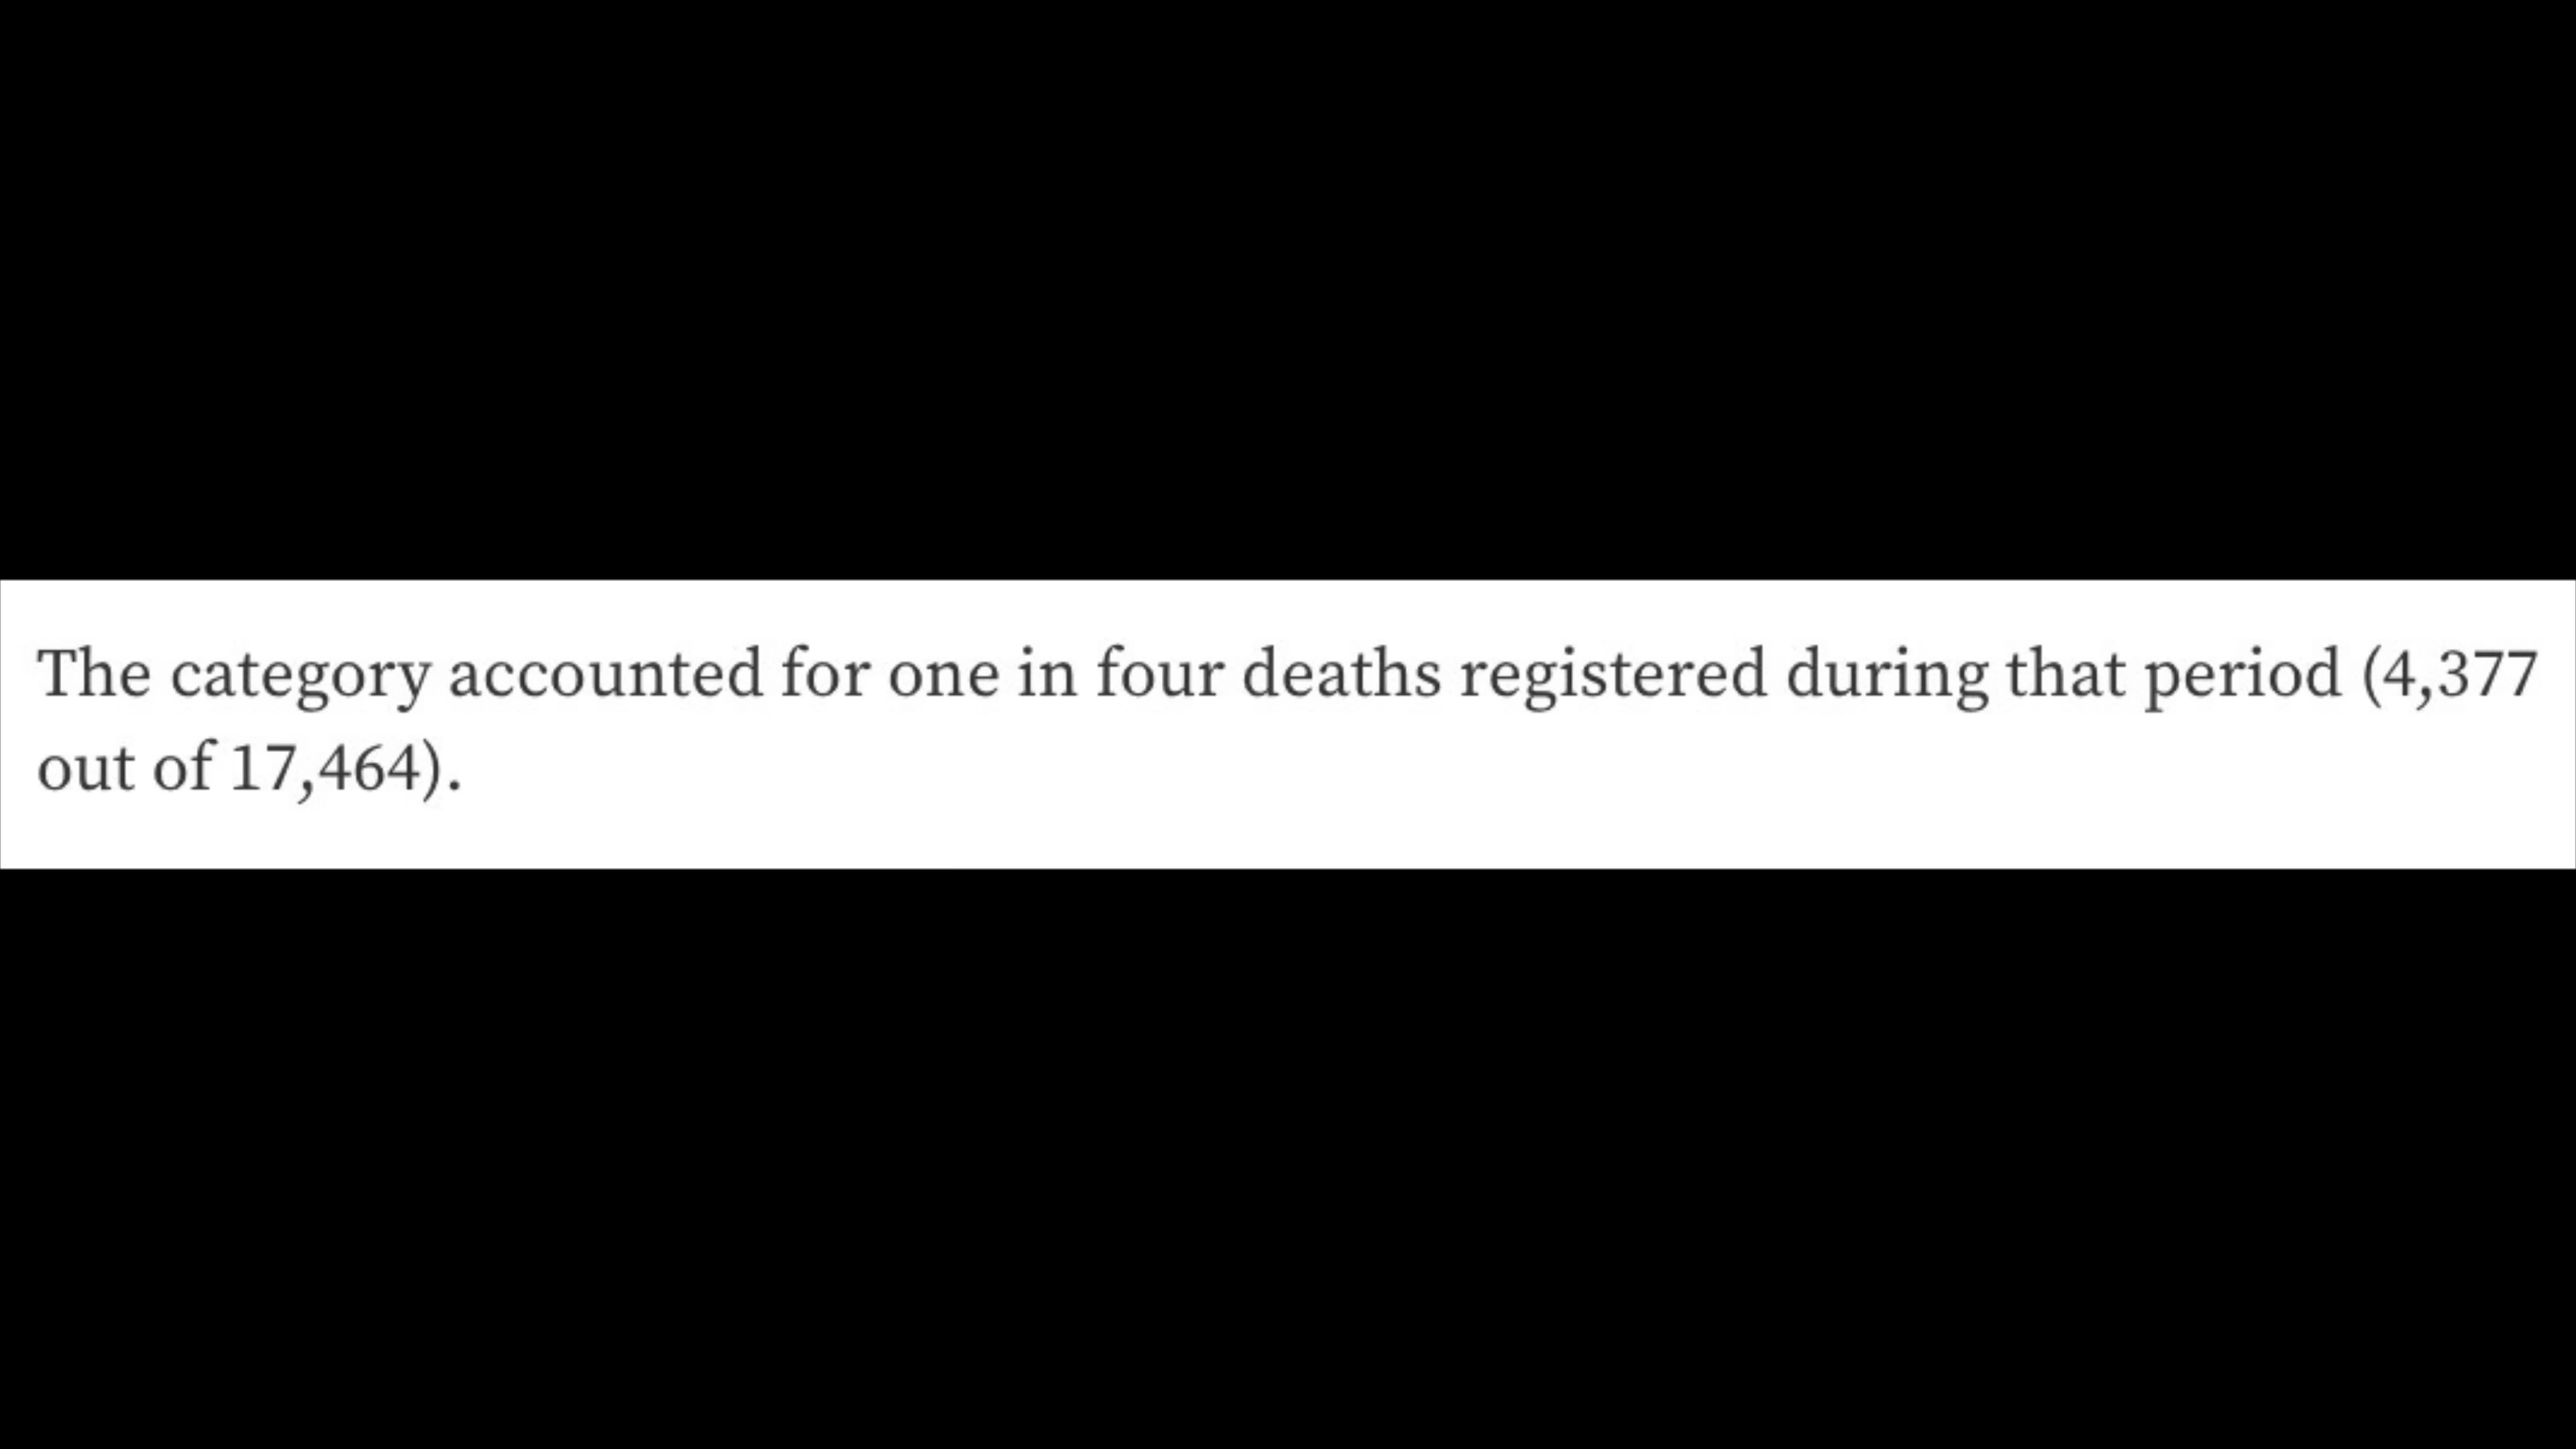 The category accounted for one in four deaths registered during that period (4,377
out of 17,464).